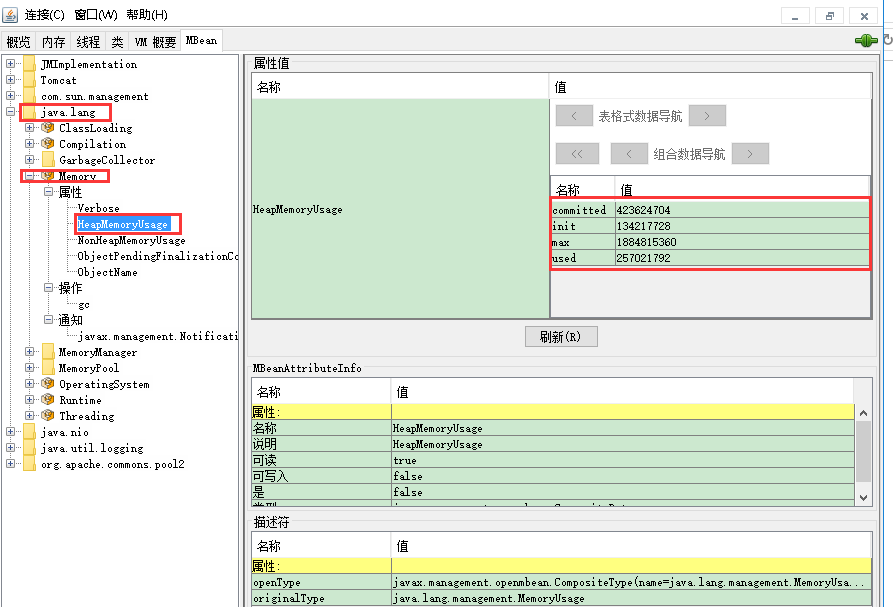 连接(C) 窗口(W) 帮助(H)
概览 内存 线程 类 VM 概要 MBean
JMImplementation
Tomcat
com.sun.management
java.lang
ClassLoading
Compilation
GarbageCollector
Memory
属性
Verbose
HeapMemoryUsage
NonHeapMemoryUsage
ObjectPendingFinalizationCo
ObjectName
操作
gc
通知
javax.management.Notificati
MemoryManager
MemoryPool
OperatingSystem
Runtime
Threading
java.nio
java.util.logging
org.apache.commons.pool2
属性值
名称 值
HeapMemoryUsage
< 表格式数据导航 >
<< < 组合数据导航 >
名称 值
committed 423624704
init 134217728
max 1884815360
used 257021792
刷新(R)
MBeanAttributeInfo
名称 值
属性:
名称 HeapMemoryUsage
说明 HeapMemoryUsage
可读 true
可写入 false
是 false
描述符
名称 值
属性:
openType javax.management.openmbean.CompositeType(name=java.lang.management.MemoryUsa...
originalType java.lang.management.MemoryUsage